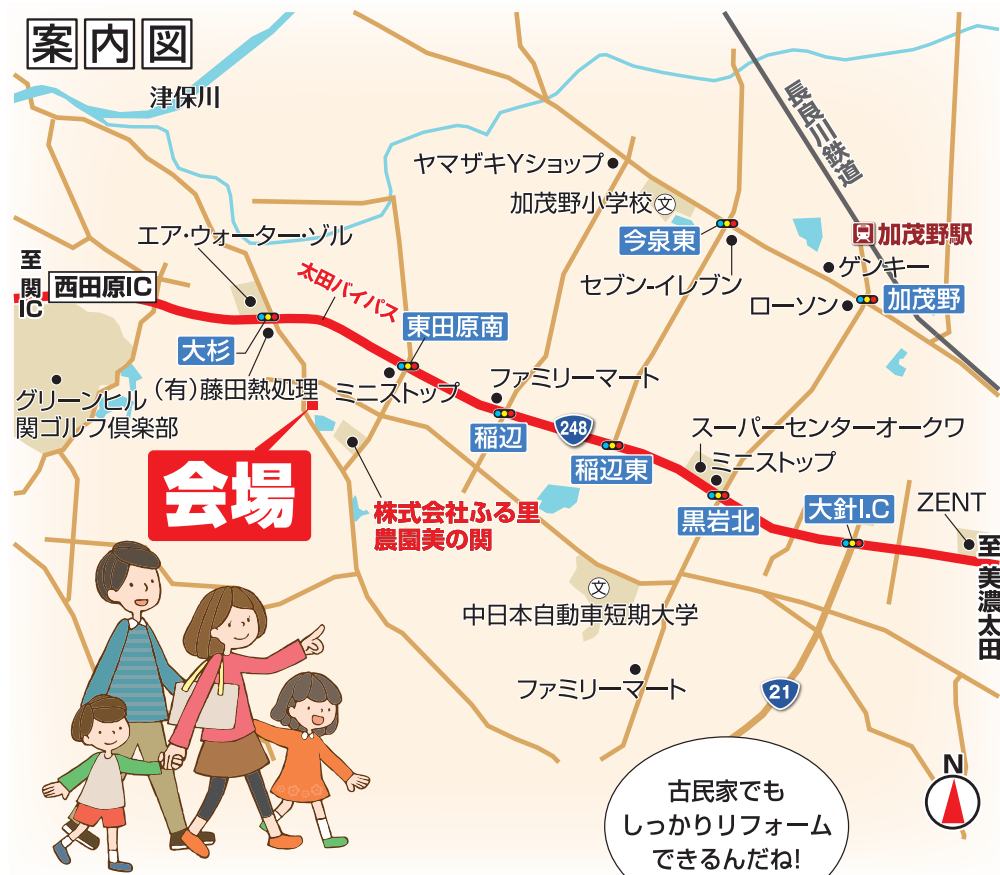 案内図
津保川
長良川鉄道
ヤマザキYショップ
加茂野小学校
文
今泉東
加茂野駅
エア・ウォーター・ゾル
セブン-イレブン
ゲンキー
ローソン
加茂野
至関IC
西田原IC
太田バイパス
東田原南
大杉
(有)藤田熱処理
ミニストップ
ファミリーマート
グリーンヒル
関ゴルフ倶楽部
稲辺
248
稲辺東
スーパーセンターオークワ
ミニストップ
会場
株式会社ふる里
農園美の関
黒岩北
大針I.C
ZENT
至美濃太田
文
中日本自動車短期大学
ファミリーマート
21
N
古民家でも
しっかりリフォーム
できるんだね!